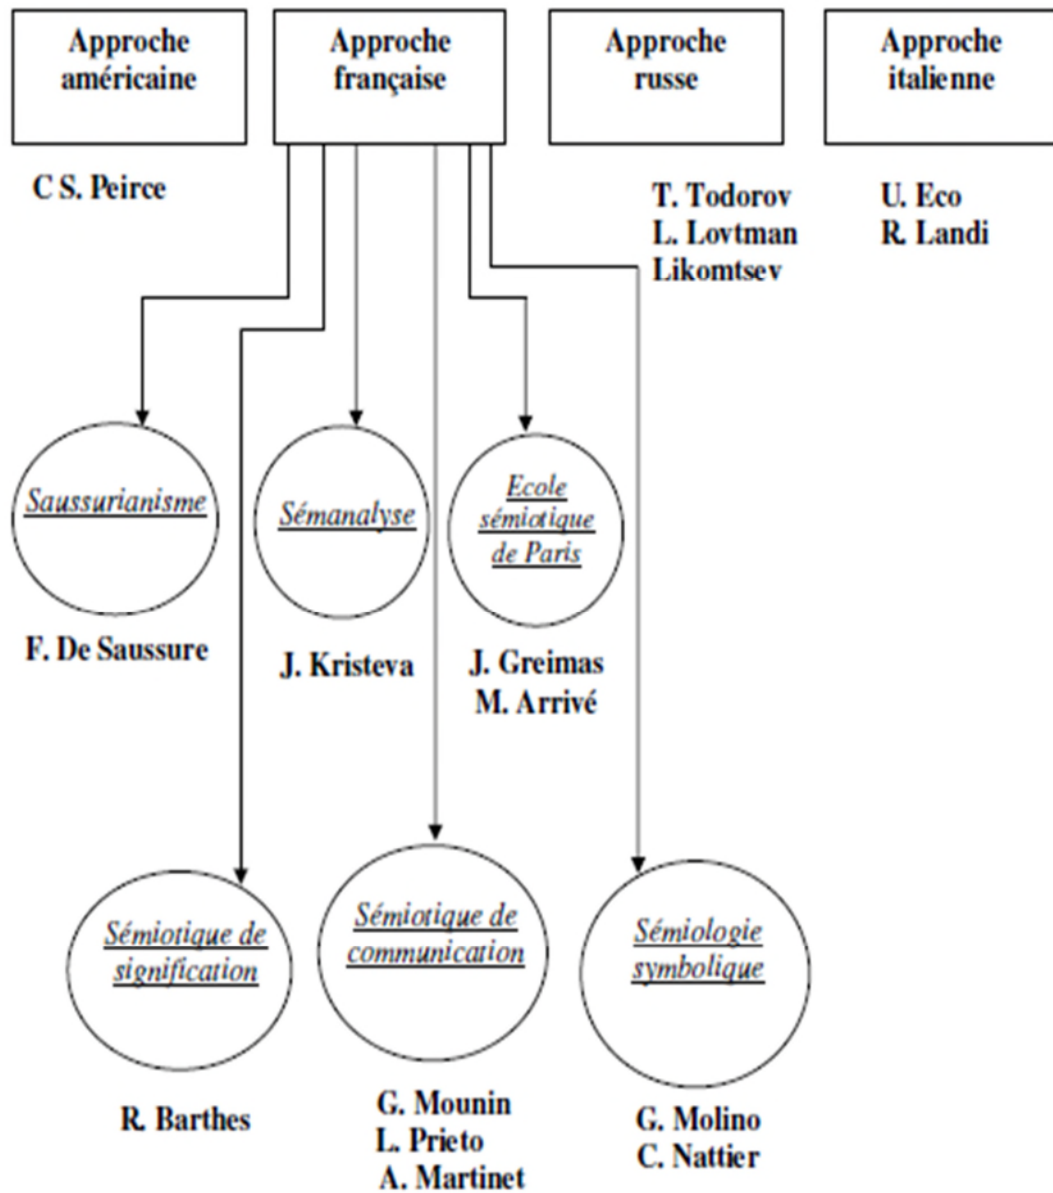 Approche
américaine
Approche
française
Approche
russe
Approche
italienne
C S. Peirce
T. Todorov
L. Lovtman
Likomtsev
U. Eco
R. Landi
Saussurianisme
Sémanalyse
Ecole
sémiotique
de Paris
F. De Saussure
J. Kristeva
J. Greimas
M. Arrivé
Sémiotique de
signification
Sémiotique de
communication
Sémiologie
symbolique
R. Barthes
G. Mounin
L. Prieto
A. Martinet
G. Molino
C. Nattier